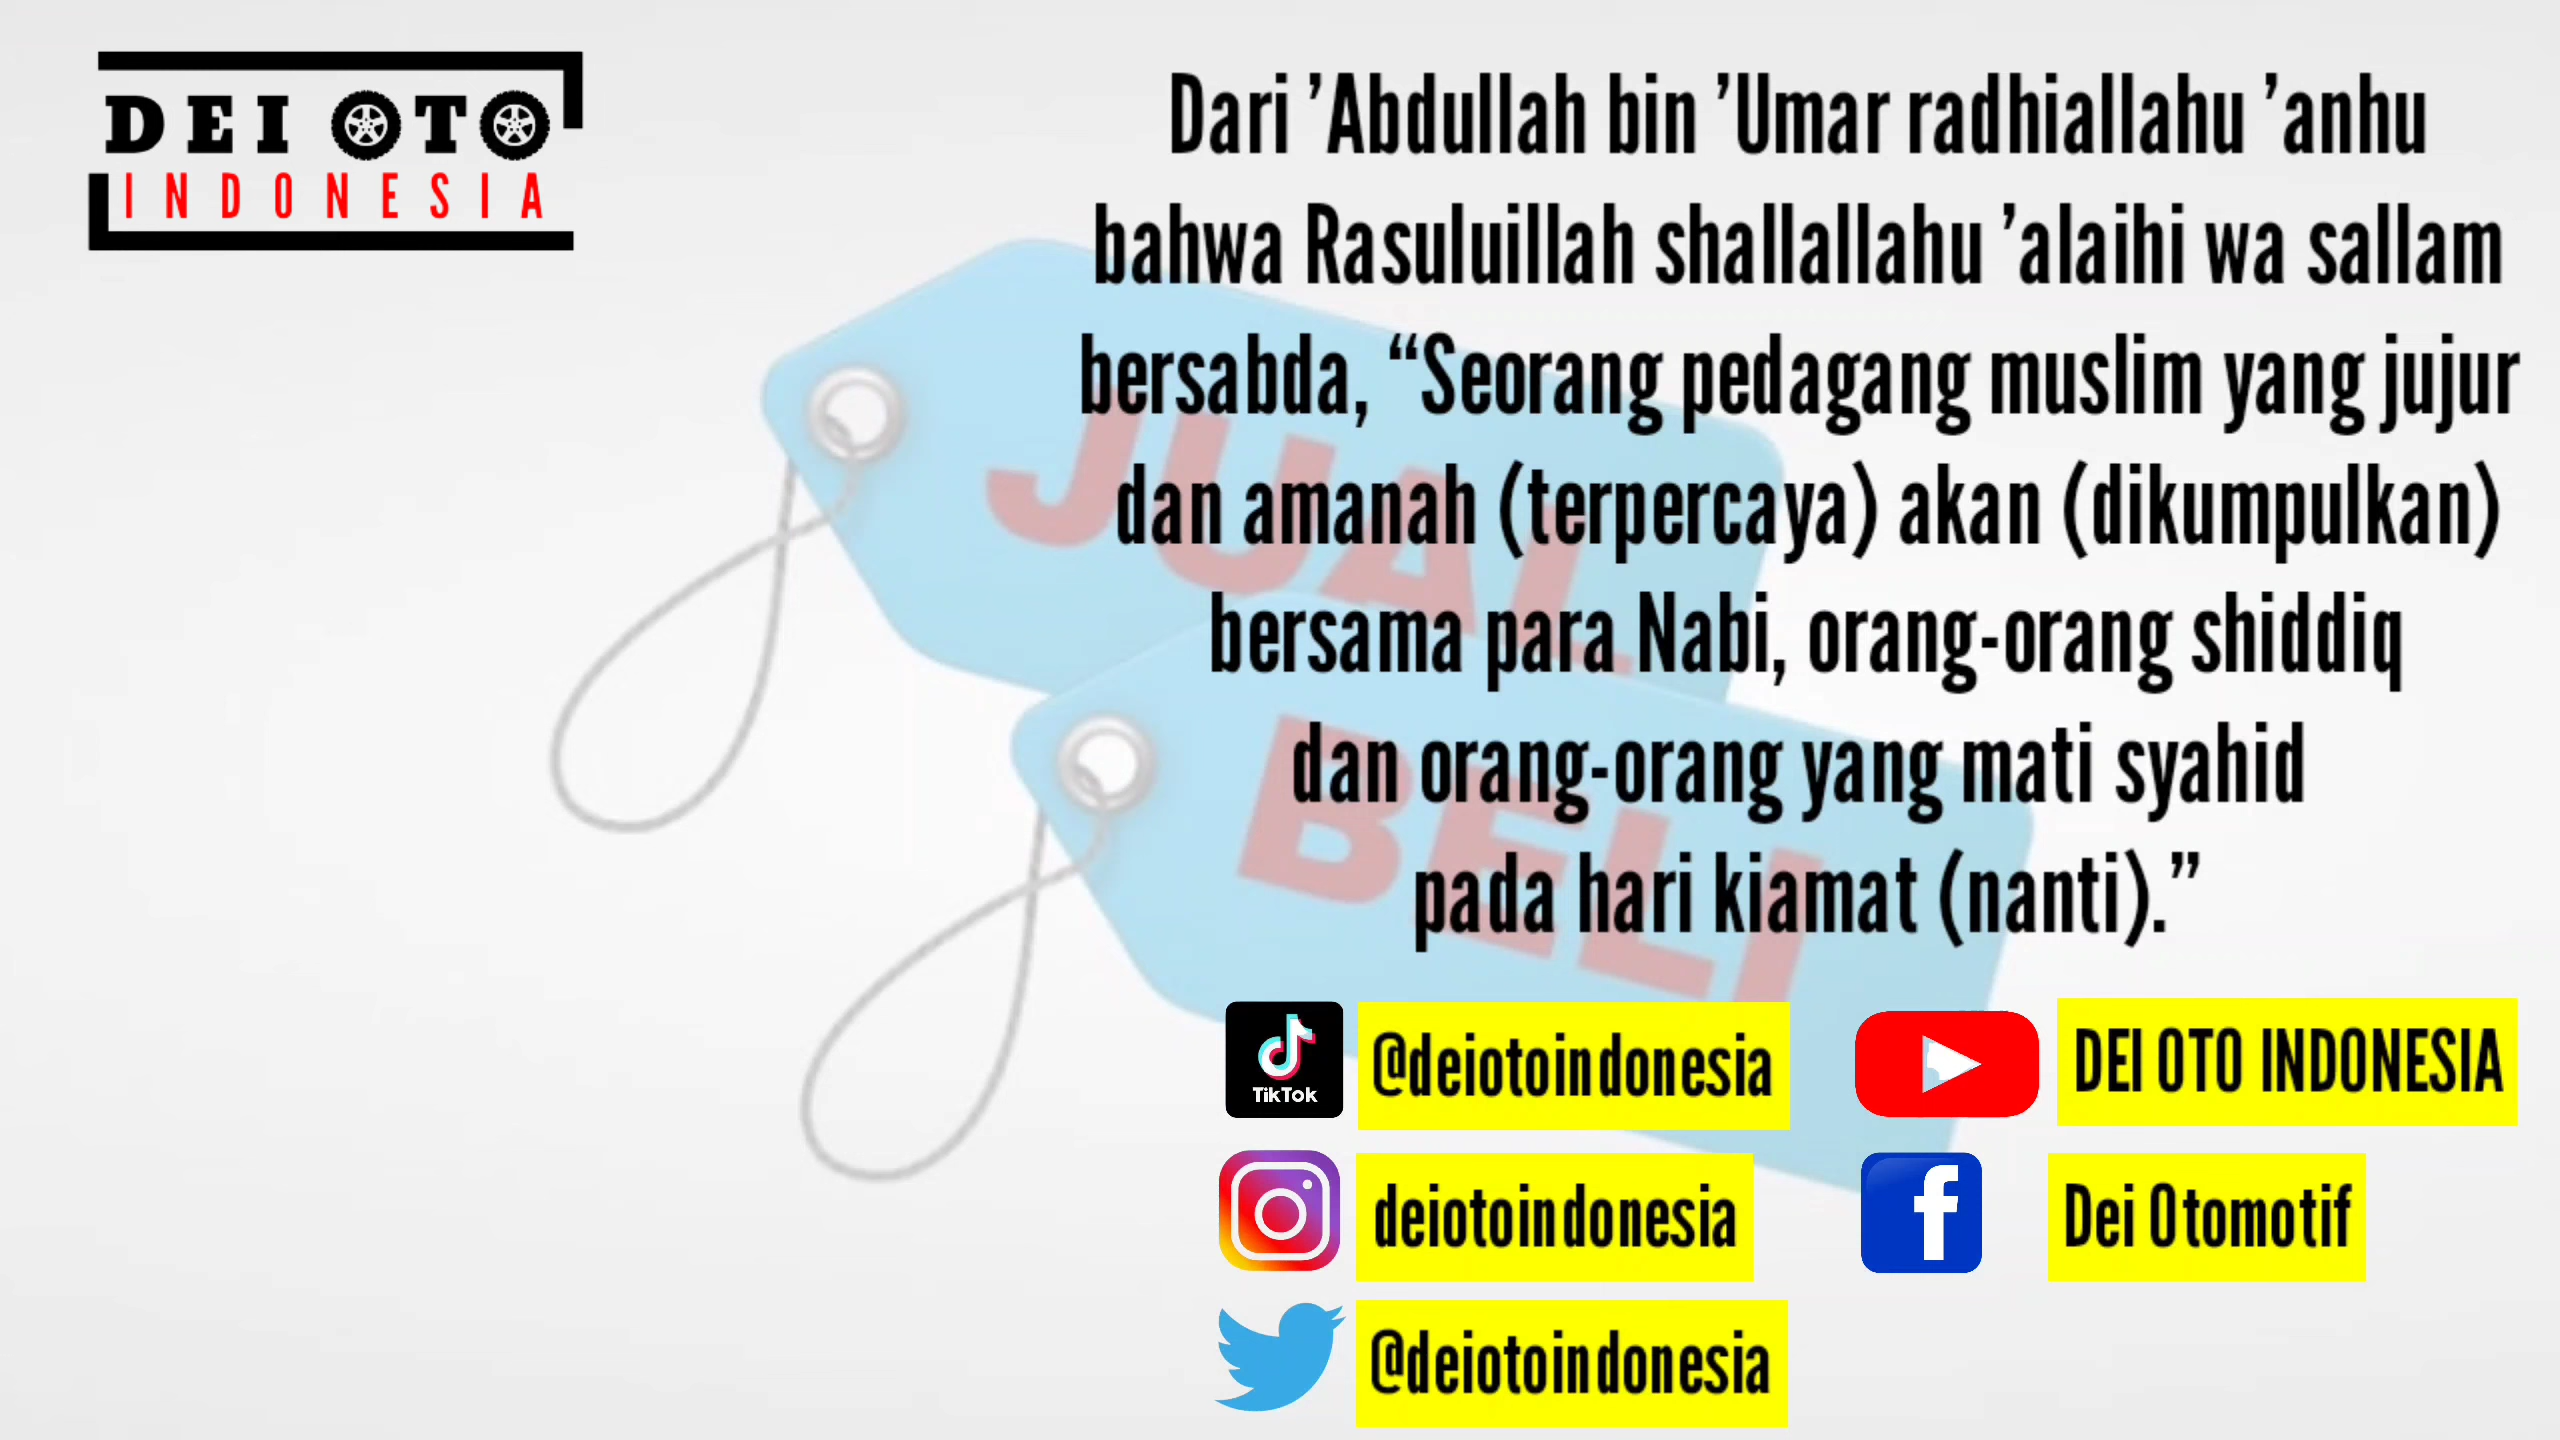 DEI OTO
INDONESIA
Dari ’Abdullah bin ’Umar radhiallahu ’anhu
bahwa Rasuluillah shallallahu ’alaihi wa sallam
bersabda, “Seorang pedagang muslim yang jujur
dan amanah (terpercaya) akan (dikumpulkan)
bersama para Nabi, orang-orang shiddiq
dan orang-orang yang mati syahid
pada hari kiamat (nanti).”
JUAL
BELI
TikTok
@deiotoindonesia
DEI OTO INDONESIA
deiotoindonesia
Dei Otomotif
@deiotoindonesia